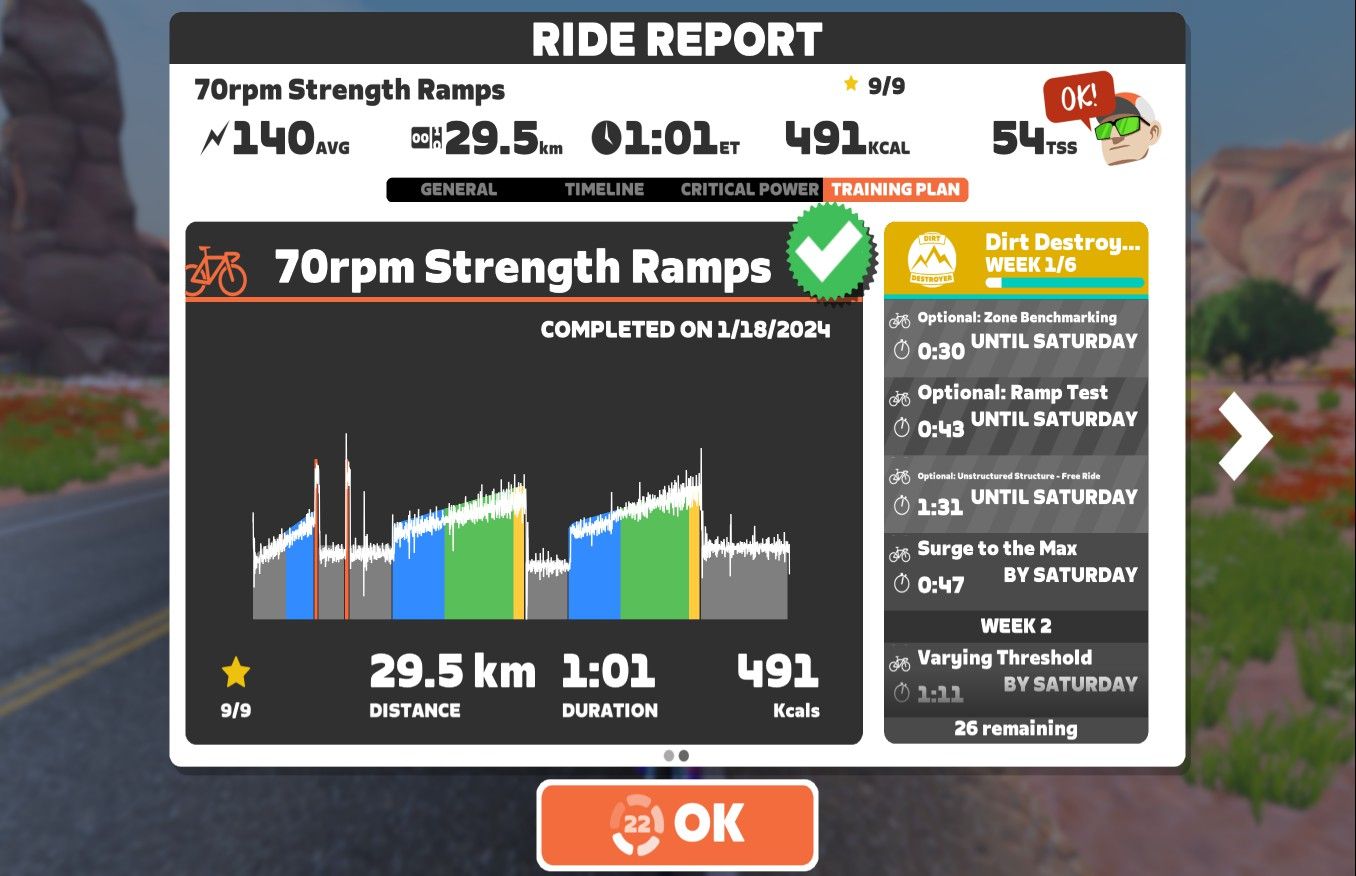 RIDE REPORT
70rpm Strength Ramps
9/9
OK!
140AVG
29.5km
1:01ET
491KCAL
54TSS
GENERAL
TIMELINE
CRITICAL POWER
TRAINING PLAN
70rpm Strength Ramps
COMPLETED ON 1/18/2024
9/9
29.5 km
DISTANCE
1:01
DURATION
491
Kcals
DIRT
DESTROYER
Dirt Destroy...
WEEK 1/6
Optional: Zone Benchmarking
0:30 UNTIL SATURDAY
Optional: Ramp Test
0:43 UNTIL SATURDAY
Optional: Unstructured Structure - Free Ride
1:31 UNTIL SATURDAY
Surge to the Max
0:47 BY SATURDAY
WEEK 2
Varying Threshold
1:11 BY SATURDAY
26 remaining
22 OK